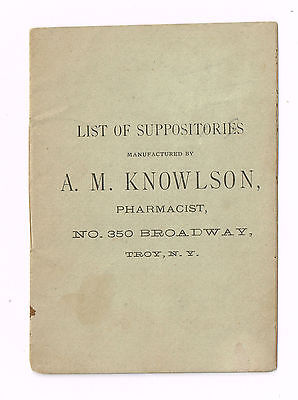 LIST OF SUPPOSITORIES
MANUFACTURED BY
A. M. KNOWLSON,
PHARMACIST,
NO. 350 BROADWAY,
TROY, N. Y.